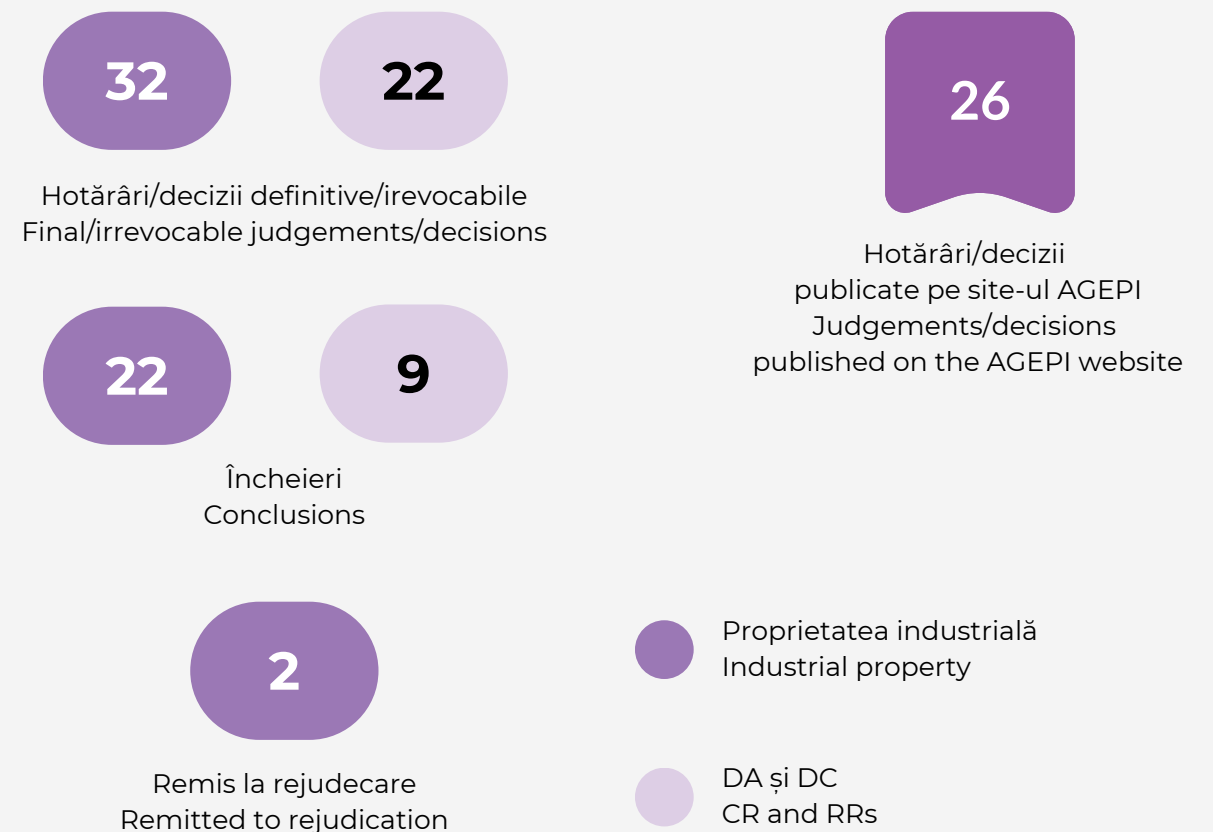 32
22
Hotărâri/decizii definitive/irevocabile
Final/irrevocable judgements/decisions
22
9
Încheieri
Conclusions
2
Remis la rejudecare
Remitted to rejudication
26
Hotărâri/decizii
publicate pe site-ul AGEPI
Judgements/decisions
published on the AGEPI website
Proprietatea industrială
Industrial property
DA și DC
CR and RRs